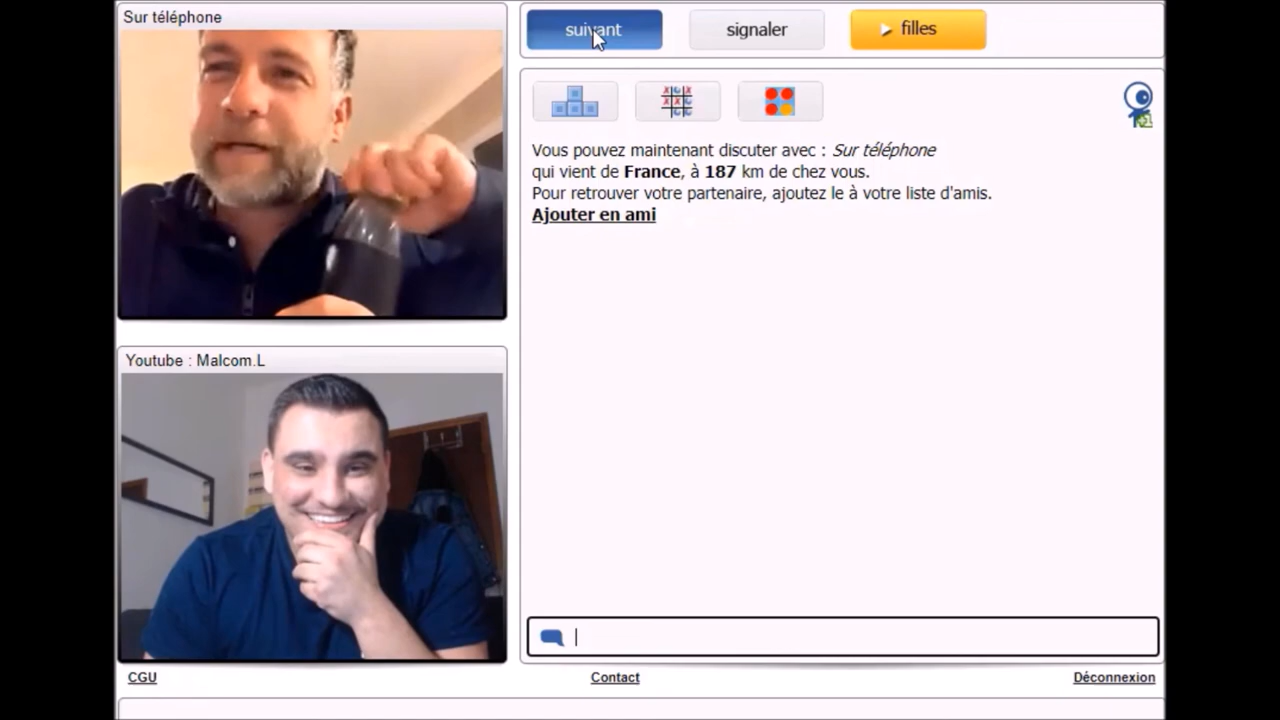 Sur téléphone
suivant
signaler
filles
Vous pouvez maintenant discuter avec : Sur téléphone
qui vient de France, à 187 km de chez vous.
Pour retrouver votre partenaire, ajoutez le à votre liste d'amis.
Ajouter en ami
Youtube : Malcom.L
CGU
Contact
Déconnexion